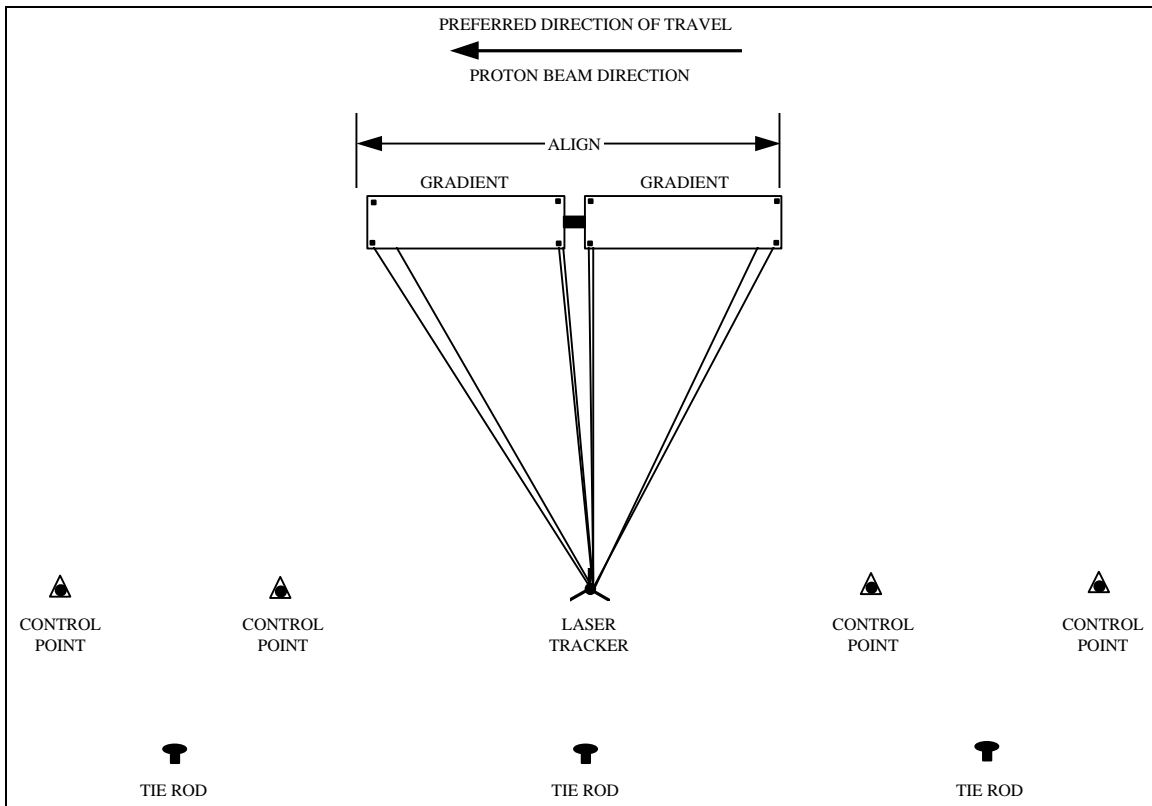 PREFERRED DIRECTION OF TRAVEL
PROTON BEAM DIRECTION
ALIGN
GRADIENT
GRADIENT
CONTROL
POINT
CONTROL
POINT
LASER
TRACKER
CONTROL
POINT
CONTROL
POINT
TIE ROD
TIE ROD
TIE ROD